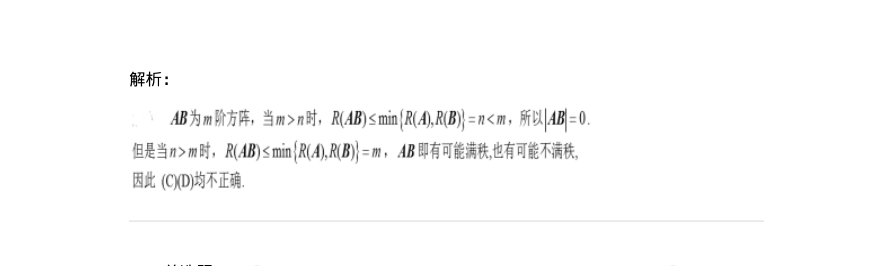 解析：
AB为m阶方阵，当m>n时，R(AB)≤min{R(A),R(B)}=n<m，所以|AB|=0.
但是当n>m时，R(AB)≤min{R(A),R(B)}=m，AB即有可能满秩,也有可能不满秩,
因此 (C)(D)均不正确.